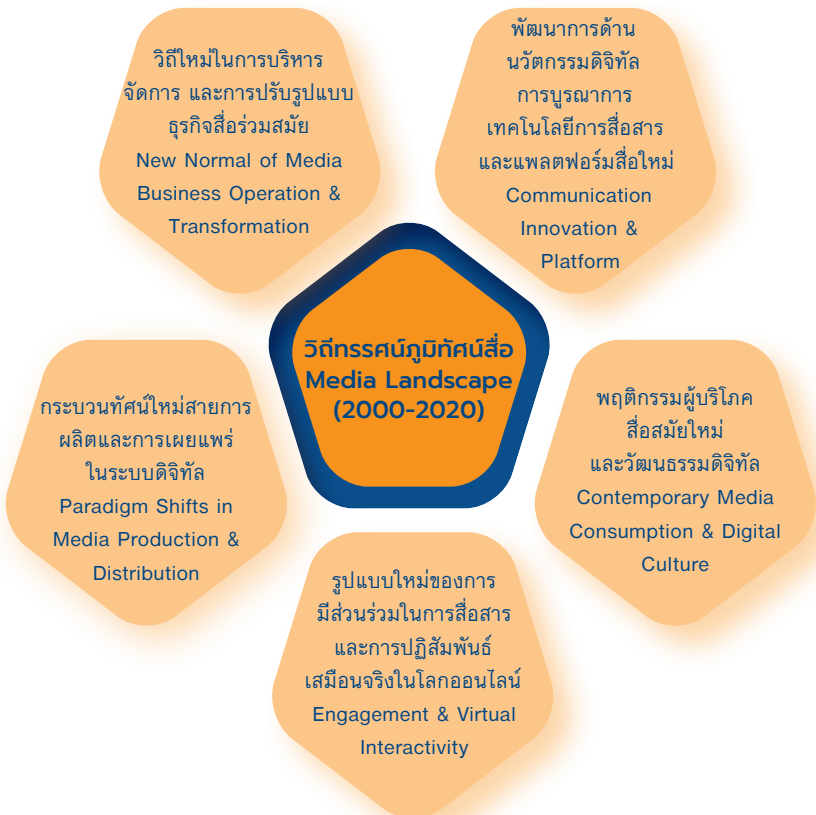 วิถีใหม่ในการบริหาร
จัดการ และการปรับรูปแบบ
ธุรกิจสื่อร่วมสมัย
New Normal of Media
Business Operation &
Transformation
พัฒนาการด้าน
นวัตกรรมดิจิทัล
การบูรณาการ
เทคโนโลยีการสื่อสาร
และแพลตฟอร์มสื่อใหม่
Communication
Innovation &
Platform
วิถีทรรศน์ภูมิทัศน์สื่อ
Media Landscape
(2000-2020)
กระบวนทัศน์ใหม่สายการ
ผลิตและการเผยแพร่
ในระบบดิจิทัล
Paradigm Shifts in
Media Production &
Distribution
พฤติกรรมผู้บริโภค
สื่อสมัยใหม่
และวัฒนธรรมดิจิทัล
Contemporary Media
Consumption & Digital
Culture
รูปแบบใหม่ของการ
มีส่วนร่วมในการสื่อสาร
และการปฏิสัมพันธ์
เสมือนจริงในโลกออนไลน์
Engagement & Virtual
Interactivity